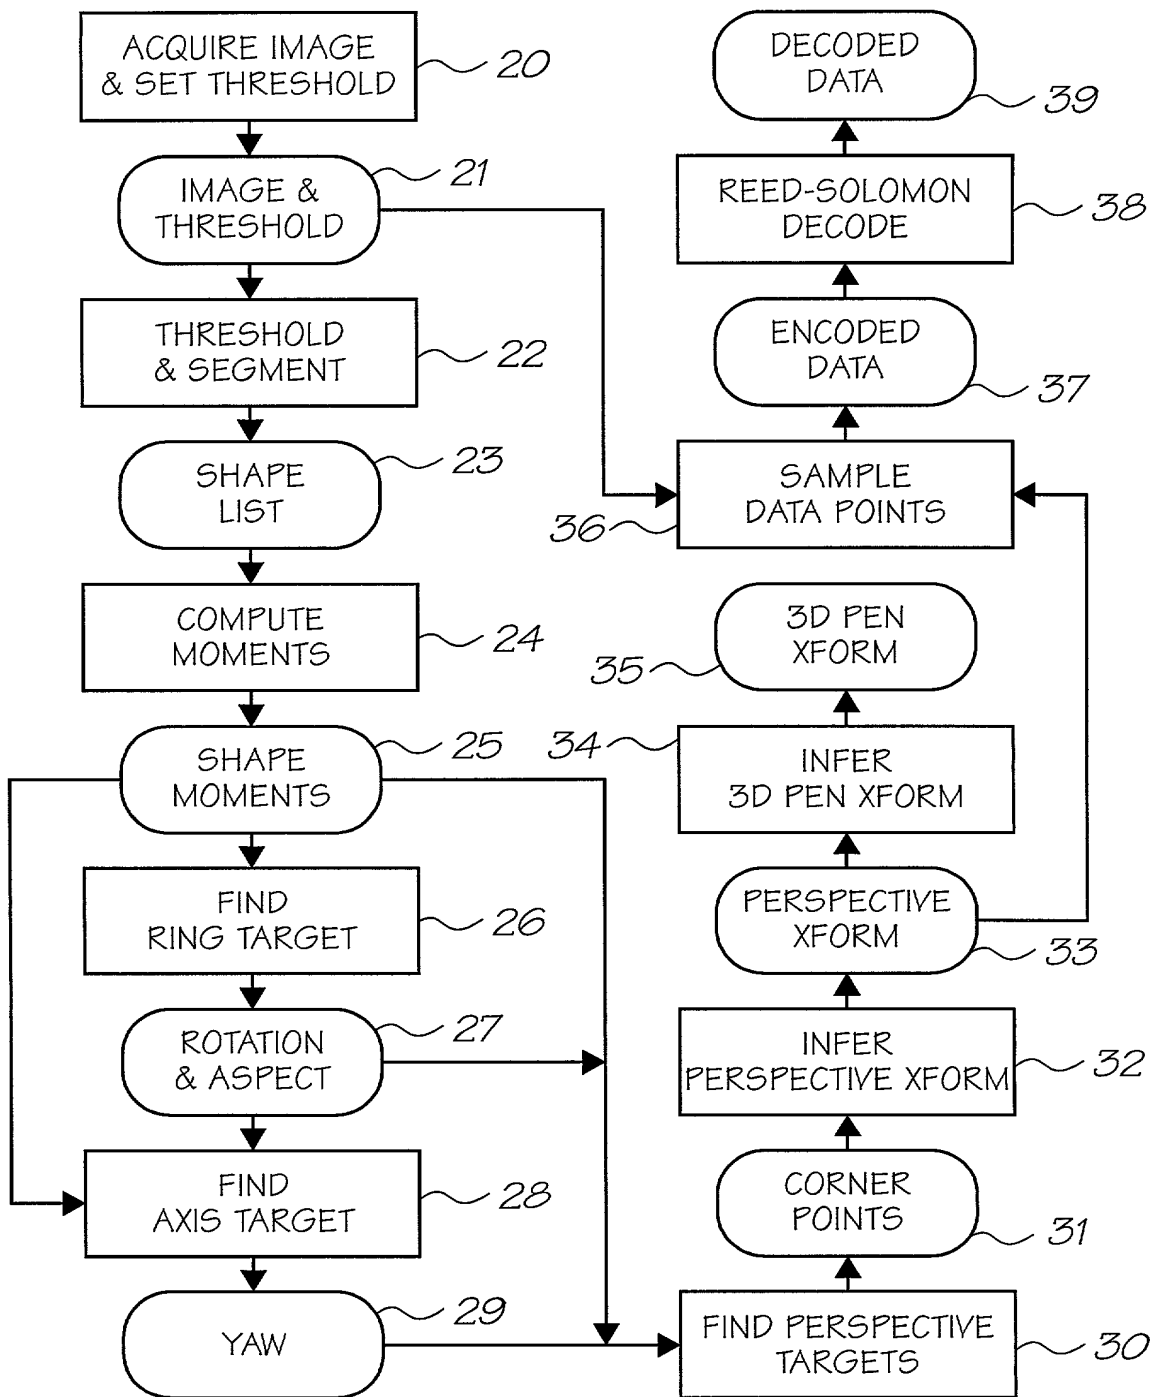 ACQUIRE IMAGE
& SET THRESHOLD
20
IMAGE &
THRESHOLD
21
THRESHOLD
& SEGMENT
22
SHAPE
LIST
23
COMPUTE
MOMENTS
24
SHAPE
MOMENTS
25
FIND
RING TARGET
26
ROTATION
& ASPECT
27
FIND
AXIS TARGET
28
YAW
29
DECODED
DATA
39
REED-SOLOMON
DECODE
38
ENCODED
DATA
37
SAMPLE
DATA POINTS
36
3D PEN
XFORM
35
34
INFER
3D PEN XFORM
PERSPECTIVE
XFORM
33
INFER
PERSPECTIVE XFORM
32
CORNER
POINTS
31
FIND PERSPECTIVE
TARGETS
30